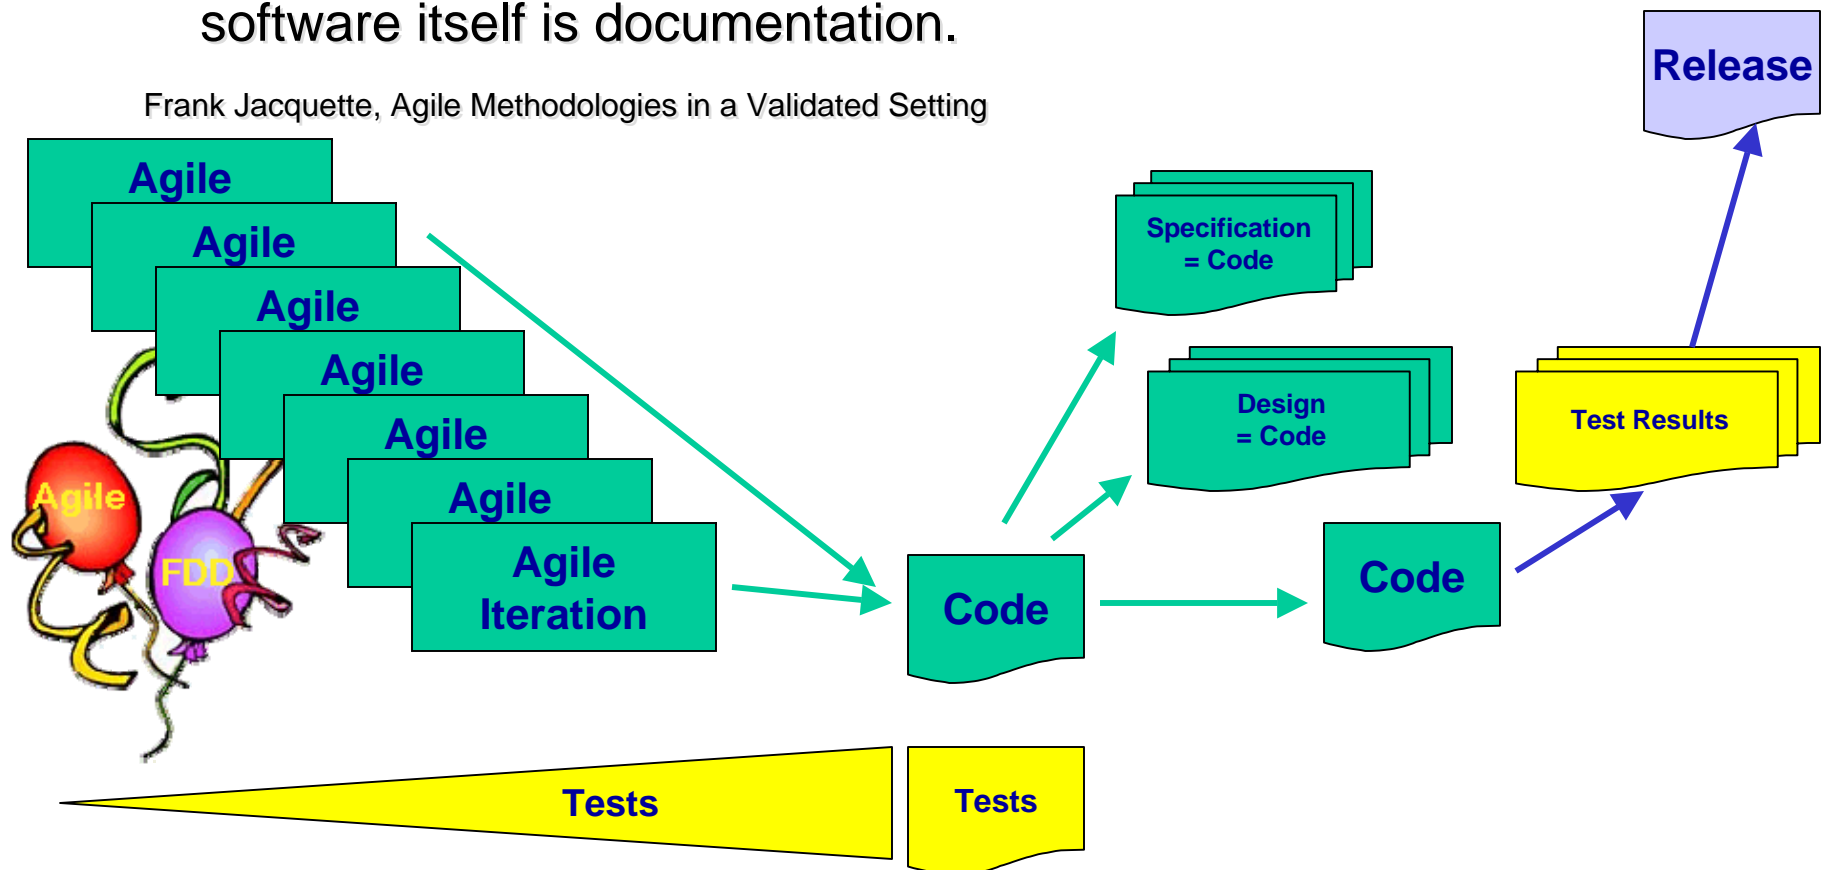 software itself is documentation.
Frank Jacquette, Agile Methodologies in a Validated Setting
Release
Agile
Agile
Agile
Agile
Agile
Agile
Agile
Iteration
Specification
= Code
Design
= Code
Test Results
Agile
FDD
Code
Code
Tests
Tests